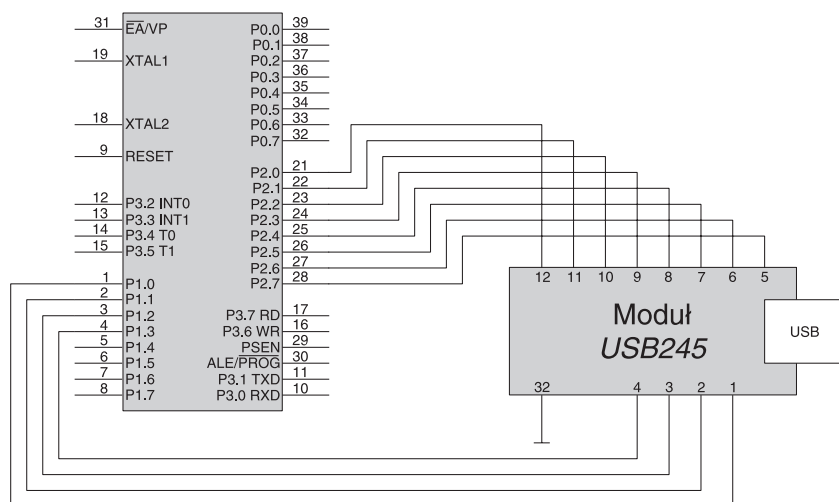 31 EA/VP P0.0 39
P0.1 38
19 XTAL1 P0.2 37
P0.3 36
P0.4 35
P0.5 34
18 XTAL2 P0.6 33
P0.7 32
9 RESET
P2.0 21
P2.1 22
12 P3.2 INT0 P2.2 23
13 P3.3 INT1 P2.3 24
14 P3.4 T0 P2.4 25
15 P3.5 T1 P2.5 26
P2.6 27
1 P1.0 P2.7 28
2 P1.1
3 P1.2 P3.7 RD 17
4 P1.3 P3.6 WR 16
5 P1.4 PSEN 29
6 P1.5 ALE/PROG 30
7 P1.6 P3.1 TXD 11
8 P1.7 P3.0 RXD 10
12 11 10 9 8 7 6 5
Moduł
USB245
USB
32 4 3 2 1